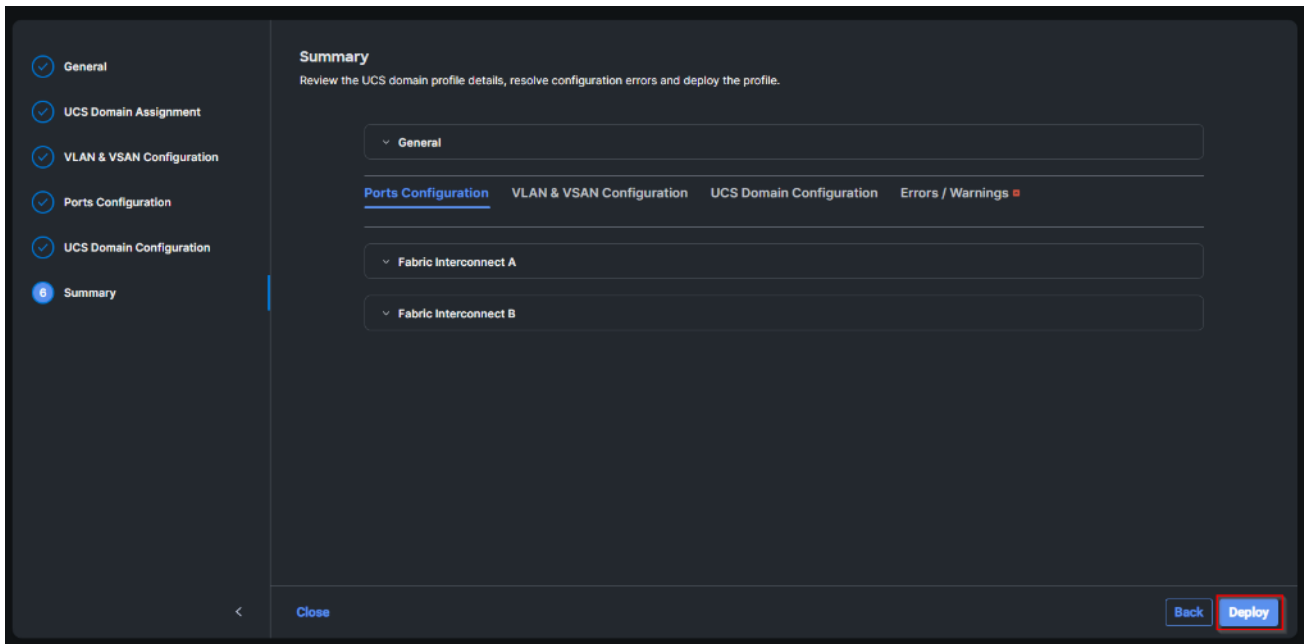 General
UCS Domain Assignment
VLAN & VSAN Configuration
Ports Configuration
UCS Domain Configuration
6 Summary
Summary
Review the UCS domain profile details, resolve configuration errors and deploy the profile.
General
Ports Configuration VLAN & VSAN Configuration UCS Domain Configuration Errors / Warnings
Fabric Interconnect A
Fabric Interconnect B
Close Back Deploy